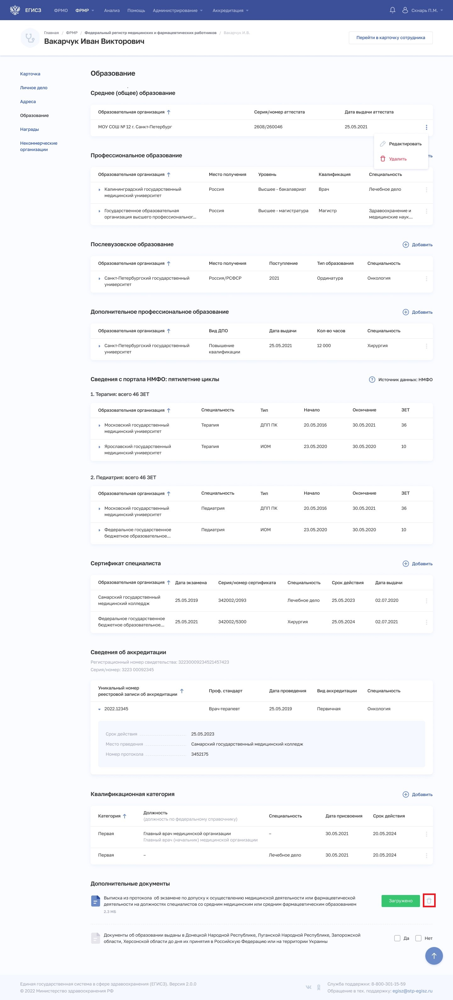 ЕГИСЗ ФРМО ФРМР Анализ Помощь Администрирование Аккредитация Скнарь П.М.
Главная / ФРМР / Федеральный регистр медицинских и фармацевтических работников / Вакарчук И.В.
Вакарчук Иван Викторович
Перейти в карточку сотрудника
Карточка
Личное дело
Адреса
Образование
Награды
Некоммерческие
организации
Образование
Среднее (общее) образование
Образовательная организация Серия/номер аттестата Дата выдачи аттестата
МОУ СОШ № 12 г. Санкт-Петербург 2608/260046 25.05.2021
Редактировать
Удалить
Профессиональное образование ть
Образовательная организация Место получения Уровень Квалификация Специальность
Калининградский государственный Россия Высшее - бакалавриат Врач Лечебное дело
медицинский университет
Государственное образовательная Россия Высшее - магистратура Магистр Здравоохранение и
организация высшего профессиональног... медицинские наук...
Послевузовское образование Добавить
Образовательная организация Место получения Поступление Тип образования Специальность
Санкт-Петербургский государственный Россия/РСФСР 2021 Ординатура Онкология
университет
Дополнительное профессиональное образование Добавить
Образовательная организация Вид ДПО Дата выдачи Кол-во часов Специальность
Санкт-Петербургский государственный Повышение 25.05.2021 12 000 Хирургия
университет квалификации
Сведения с портала НМФО: пятилетние циклы Источник данных: НМФО
1. Терапия: всего 46 ЗЕТ
Образовательная организация Специальность Тип Начало Окончание ЗЕТ
Московский государственный Терапия ДПП ПК 20.05.2016 30.05.2021 36
медицинский университет
Ярославский государственный Терапия ИОМ 23.05.2020 30.05.2020 10
медицинский университет
2. Педиатрия: всего 46 ЗЕТ
Образовательная организация Специальность Тип Начало Окончание ЗЕТ
Московский государственный Педиатрия ДПП ПК 20.05.2016 30.05.2021 36
медицинский университет
Федеральное государственное Педиатрия ИОМ 23.05.2020 30.05.2020 10
бюджетное образовательное...
Сертификат специалиста Добавить
Образовательная организация Дата экзамена Серия/номер сертификата Специальность Срок действия Дата выдачи
Самарский государственный
медицинский колледдж 25.05.2019 342002/2093 Лечебное дело 25.05.2023 02.07.2020
Федеральное государственное
бюджетное образовательное... 25.05.2021 342002/5300 Хирургия 25.05.2024 02.07.2021
Сведения об аккредитации
Регистрационный номер свидетельства: 32230009234521457423
Серия/номер: 3223 00092345
Уникальный номер
реестровой записи об аккредитации Проф. стандарт Дата проведения Вид аккредитации Специальность
2022.12345 Врач-терапевт 25.05.2019 Первичная Онкология
Срок действия 25.05.2023
Место прведения Самарский государственный медицинский колледж
Номер протокола 3452175
Квалификационная категория Добавить
Категория Должность Специальность Дата присвоения Срок действия
(должность по федеральному справочнику)
Первая Главный врач медицинской организации – 30.05.2021 20.05.2024
Главный врач (начальник) медицинской организации
Первая – Лечебное дело 30.05.2021 20.05.2024
Дополнительные документы
Выписка из протокола об экзамене по допуску к осуществлению медицинской деятельности или фармацевтической
деятельности на должностях специалистов со средним медицинским или средним фармацевтическим образованием
2.3 МБ
Загружено
Документы об образовании выданы в Донецкой Народной Республике, Луганской Народной Республике, Запорожской
области, Херсонской области до дня их принятия в Российскую Федерацию или на территории Украины
Да Нет
Единая государственная система в сфере здравоохранения (ЕГИСЗ). Версия 2.0.0
© 2022 Министерство здравоохранения РФ
Служба поддержки: 8-800-301-15-59
Обращение в тех. поддержку: egisz@stp-egisz.ru